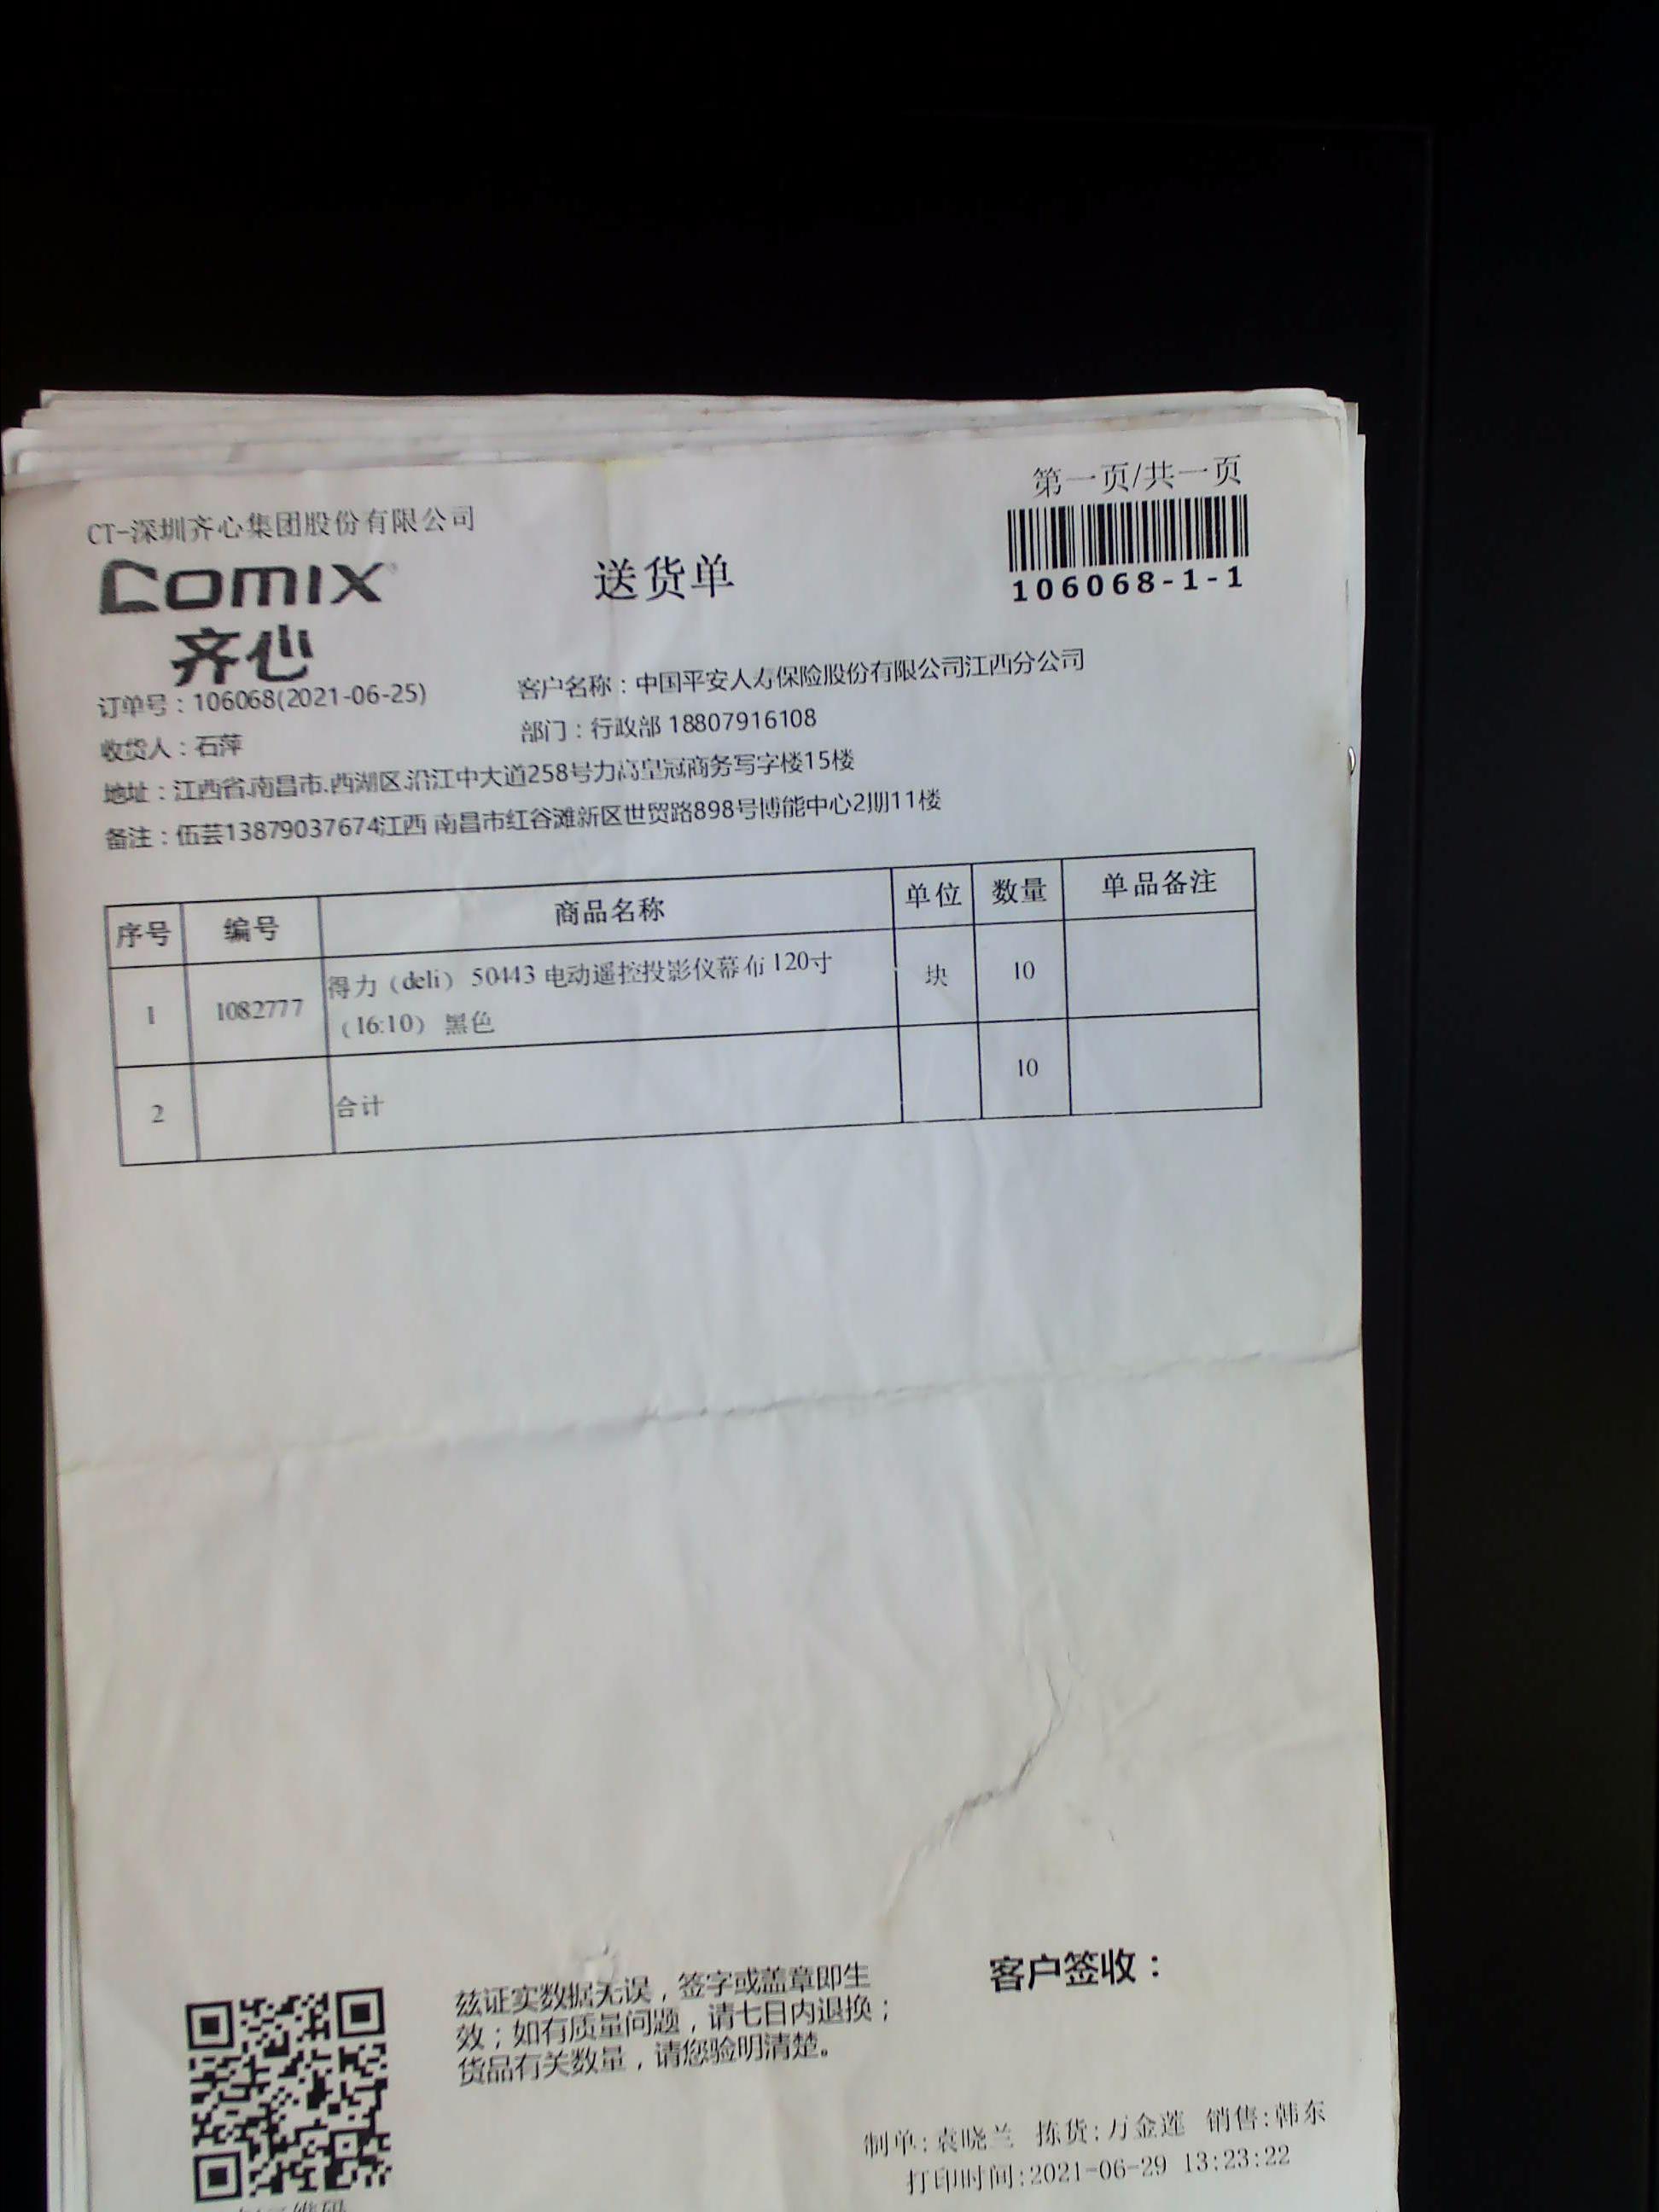 第一页/共一页
CT-深圳齐心集团股份有限公司
comix
齐心
送货单
106068-1-1
订单号：106068(2021-06-25)
客户名称：中国平安人寿保险股份有限公司江西分公司
收货人：石萍
部门：行政部 18807916108
地址：江西省.南昌市.西湖区.沿江中大道258号力高皇冠商务写字楼15楼
备注：伍芸13879037674江西 南昌市红谷滩新区世贸路898号博能中心2期11楼
序号 编号 商品名称 单位 数量 单品备注
1 1082777 得力（deli）50443 电动遥控投影仪幕布 120寸 块 10
（16:10） 黑色
2 合计 10
兹证实数据无误，签字或盖章即生
效；如有质量问题，请七日内退换；
货品有关数量，请您验明清楚。
客户签收：
制单:袁晓兰 拣货:万金莲 销售:韩东
打印时间:2021-06-29 13:23:22